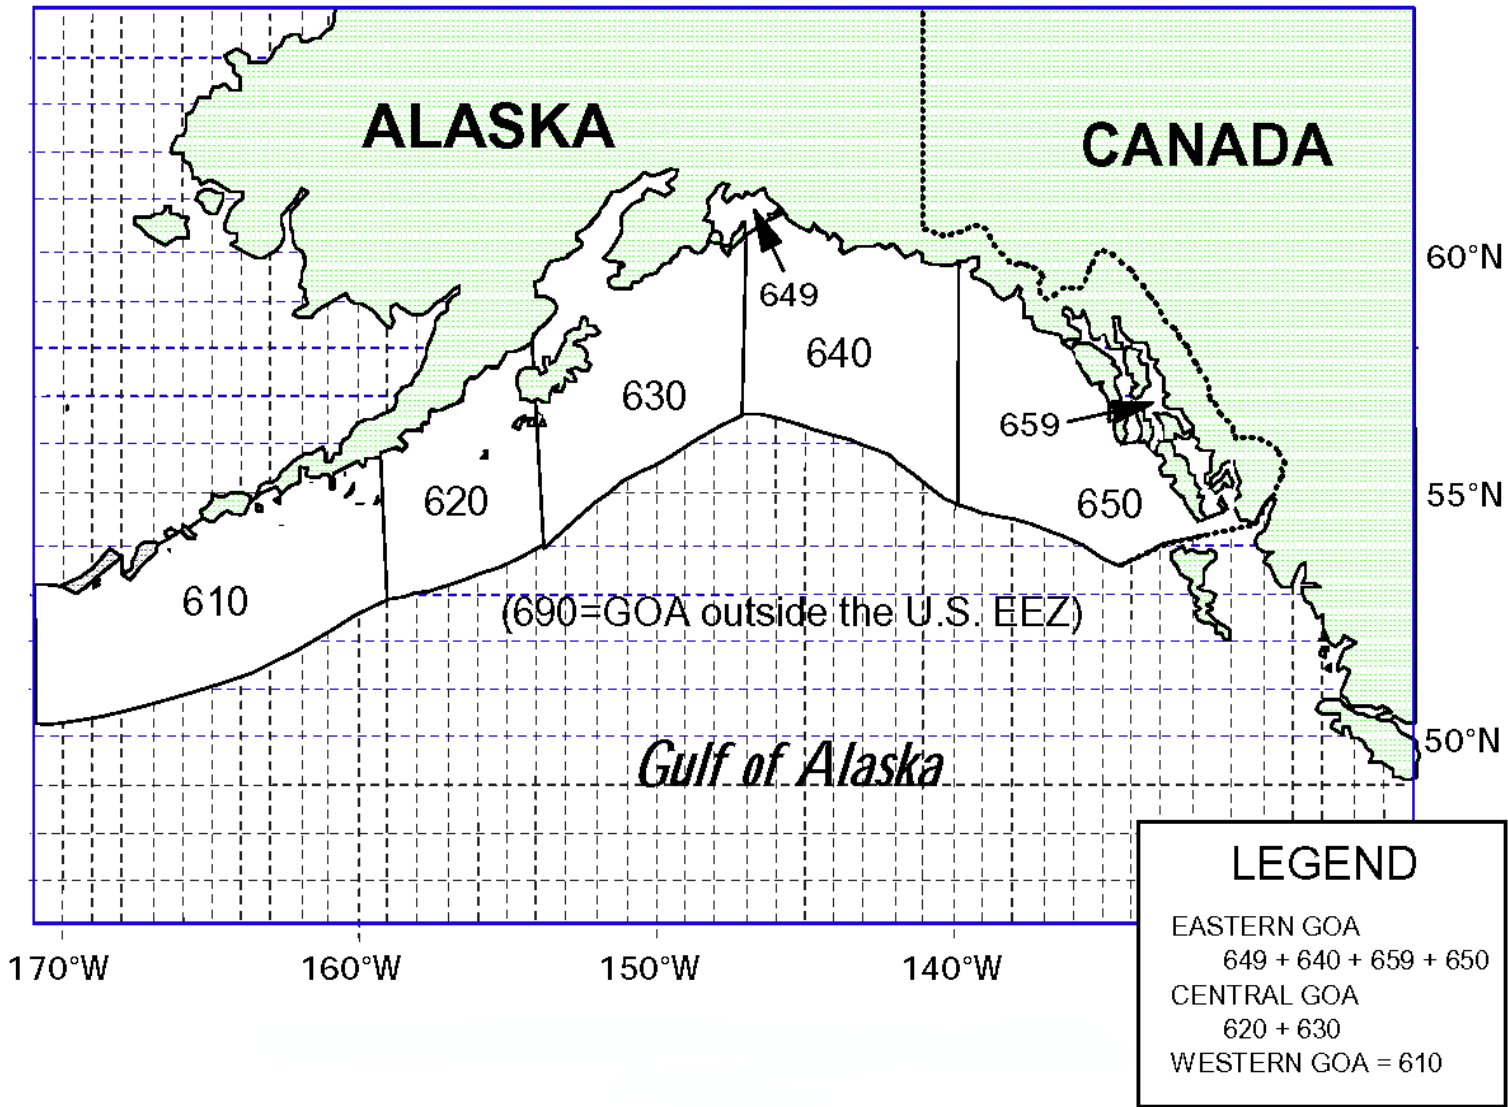 ALASKA
CANADA
60°N
649
640
630
659
620
55°N
650
610
(690=GOA outside the U.S. EEZ)
50°N
Gulf of Alaska
LEGEND
EASTERN GOA
649 + 640 + 659 + 650
CENTRAL GOA
620 + 630
WESTERN GOA = 610
170°W
160°W
150°W
140°W